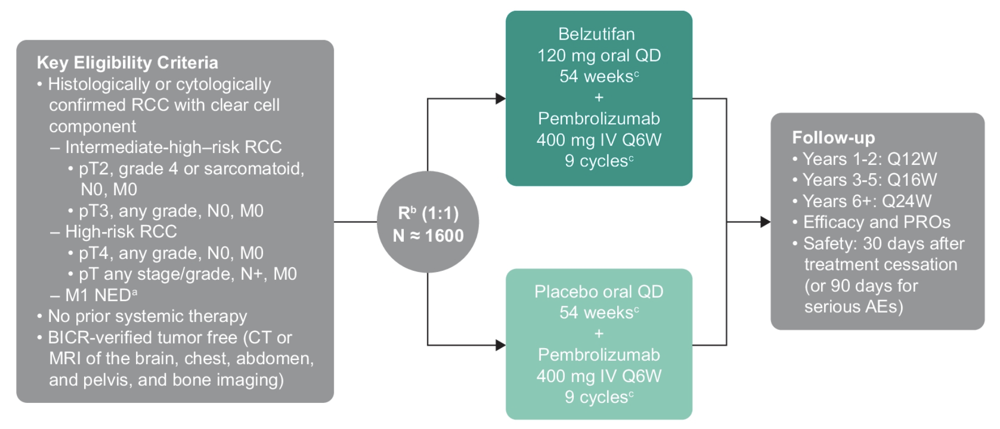 Key Eligibility Criteria
• Histologically or cytologically
confirmed RCC with clear cell
component
– Intermediate-high–risk RCC
• pT2, grade 4 or sarcomatoid,
N0, M0
• pT3, any grade, N0, M0
– High-risk RCC
• pT4, any grade, N0, M0
• pT any stage/grade, N+, M0
– M1 NEDᵃ
• No prior systemic therapy
• BICR-verified tumor free (CT or
MRI of the brain, chest, abdomen,
and pelvis, and bone imaging)
Rᵇ (1:1)
N ≈ 1600
Belzutifan
120 mg oral QD
54 weeksᶜ
+
Pembrolizumab
400 mg IV Q6W
9 cyclesᶜ
Placebo oral QD
54 weeksᶜ
+
Pembrolizumab
400 mg IV Q6W
9 cyclesᶜ
Follow-up
• Years 1-2: Q12W
• Years 3-5: Q16W
• Years 6+: Q24W
• Efficacy and PROs
• Safety: 30 days after
treatment cessation
(or 90 days for
serious AEs)